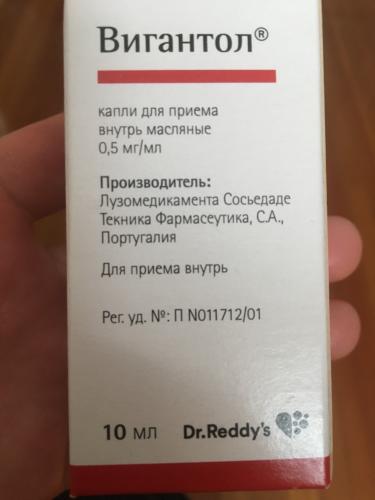 Вигантол®
капли для приема
внутрь масляные
0,5 мг/мл
Производитель:
Лузомедикамента Сосьедаде
Текника Фармасеутика, С.А.,
Португалия
Для приема внутрь
Рег. уд. №: П N011712/01
10 мл Dr.Reddy's